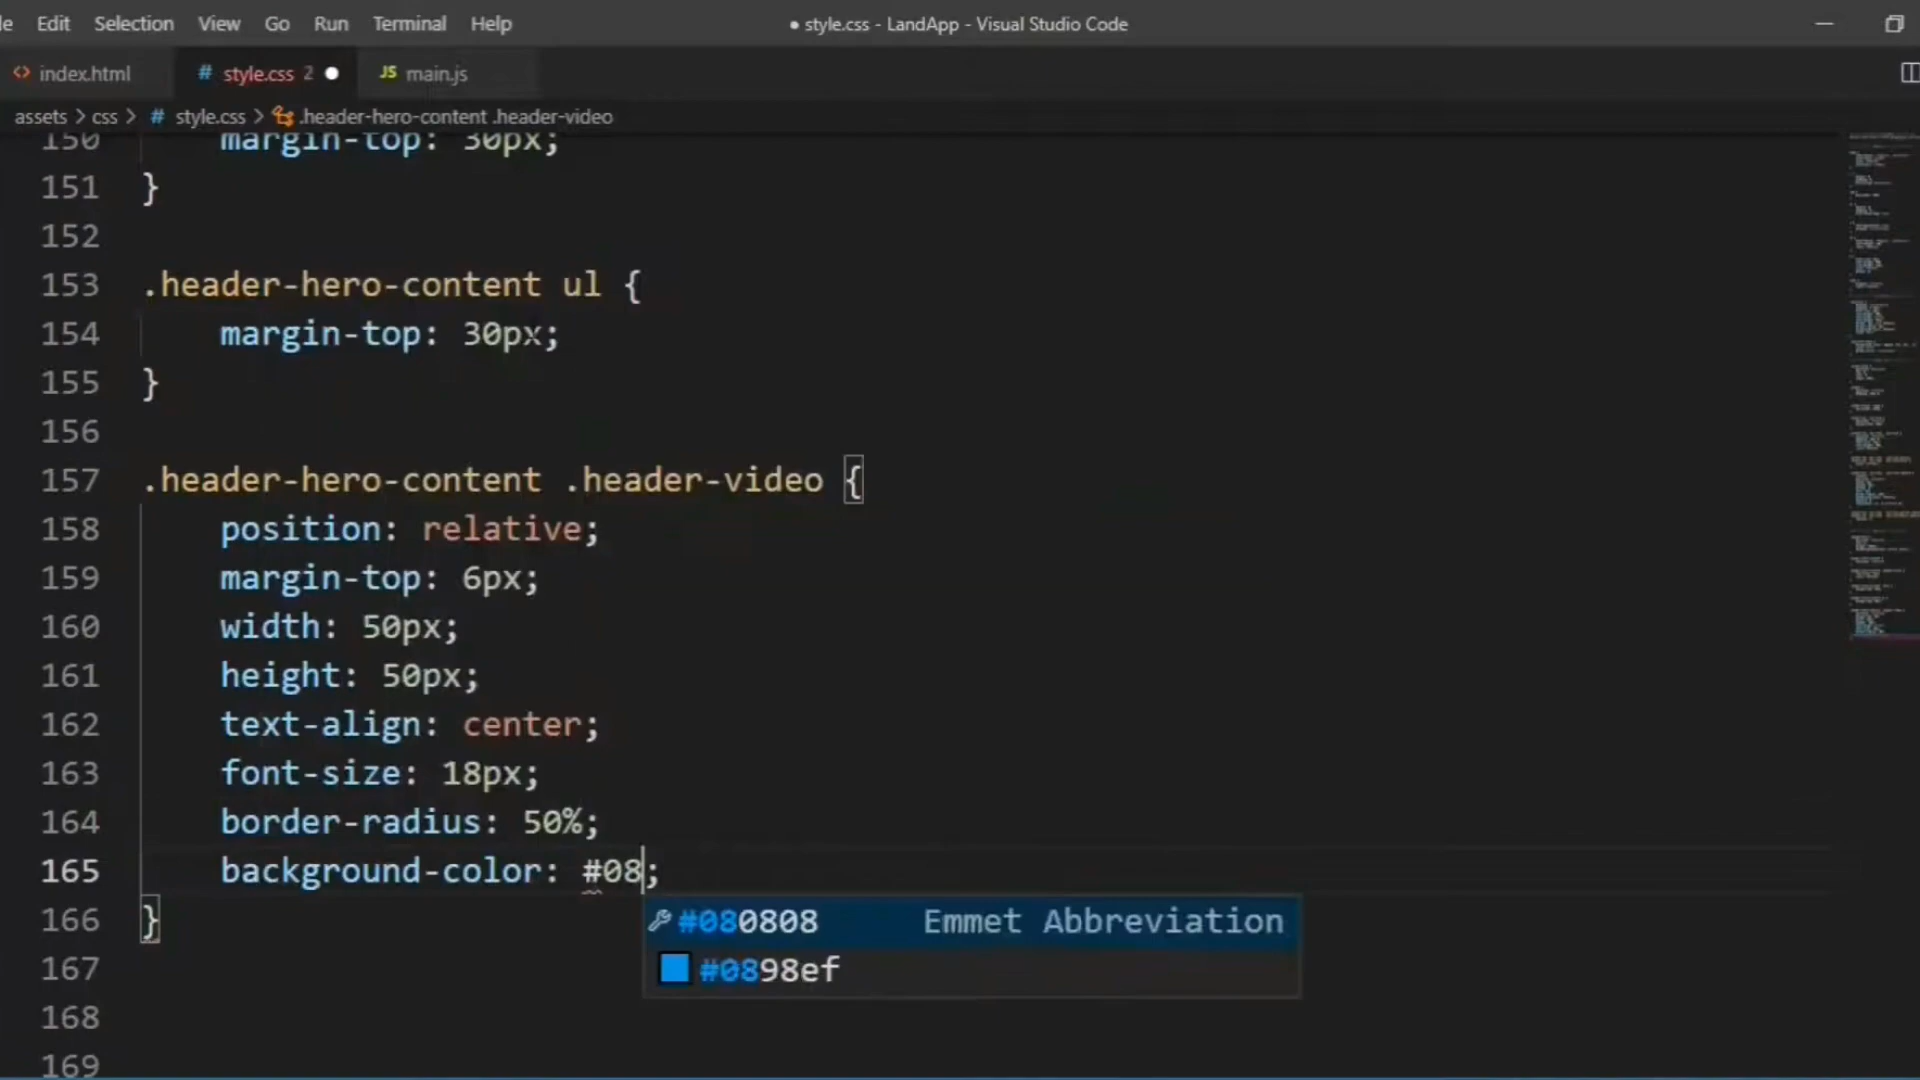 le Edit Selection View Go Run Terminal Help ● style.css - LandApp - Visual Studio Code
<> index.html # style.css 2 ● JS main.js
assets > css > # style.css > .header-hero-content .header-video
150 margin-top: 30px;
151 }
152
153 .header-hero-content ul {
154 margin-top: 30px;
155 }
156
157 .header-hero-content .header-video {
158 position: relative;
159 margin-top: 6px;
160 width: 50px;
161 height: 50px;
162 text-align: center;
163 font-size: 18px;
164 border-radius: 50%;
165 background-color: #08;
166 }
#080808 Emmet Abbreviation
167
#0898ef
168
169